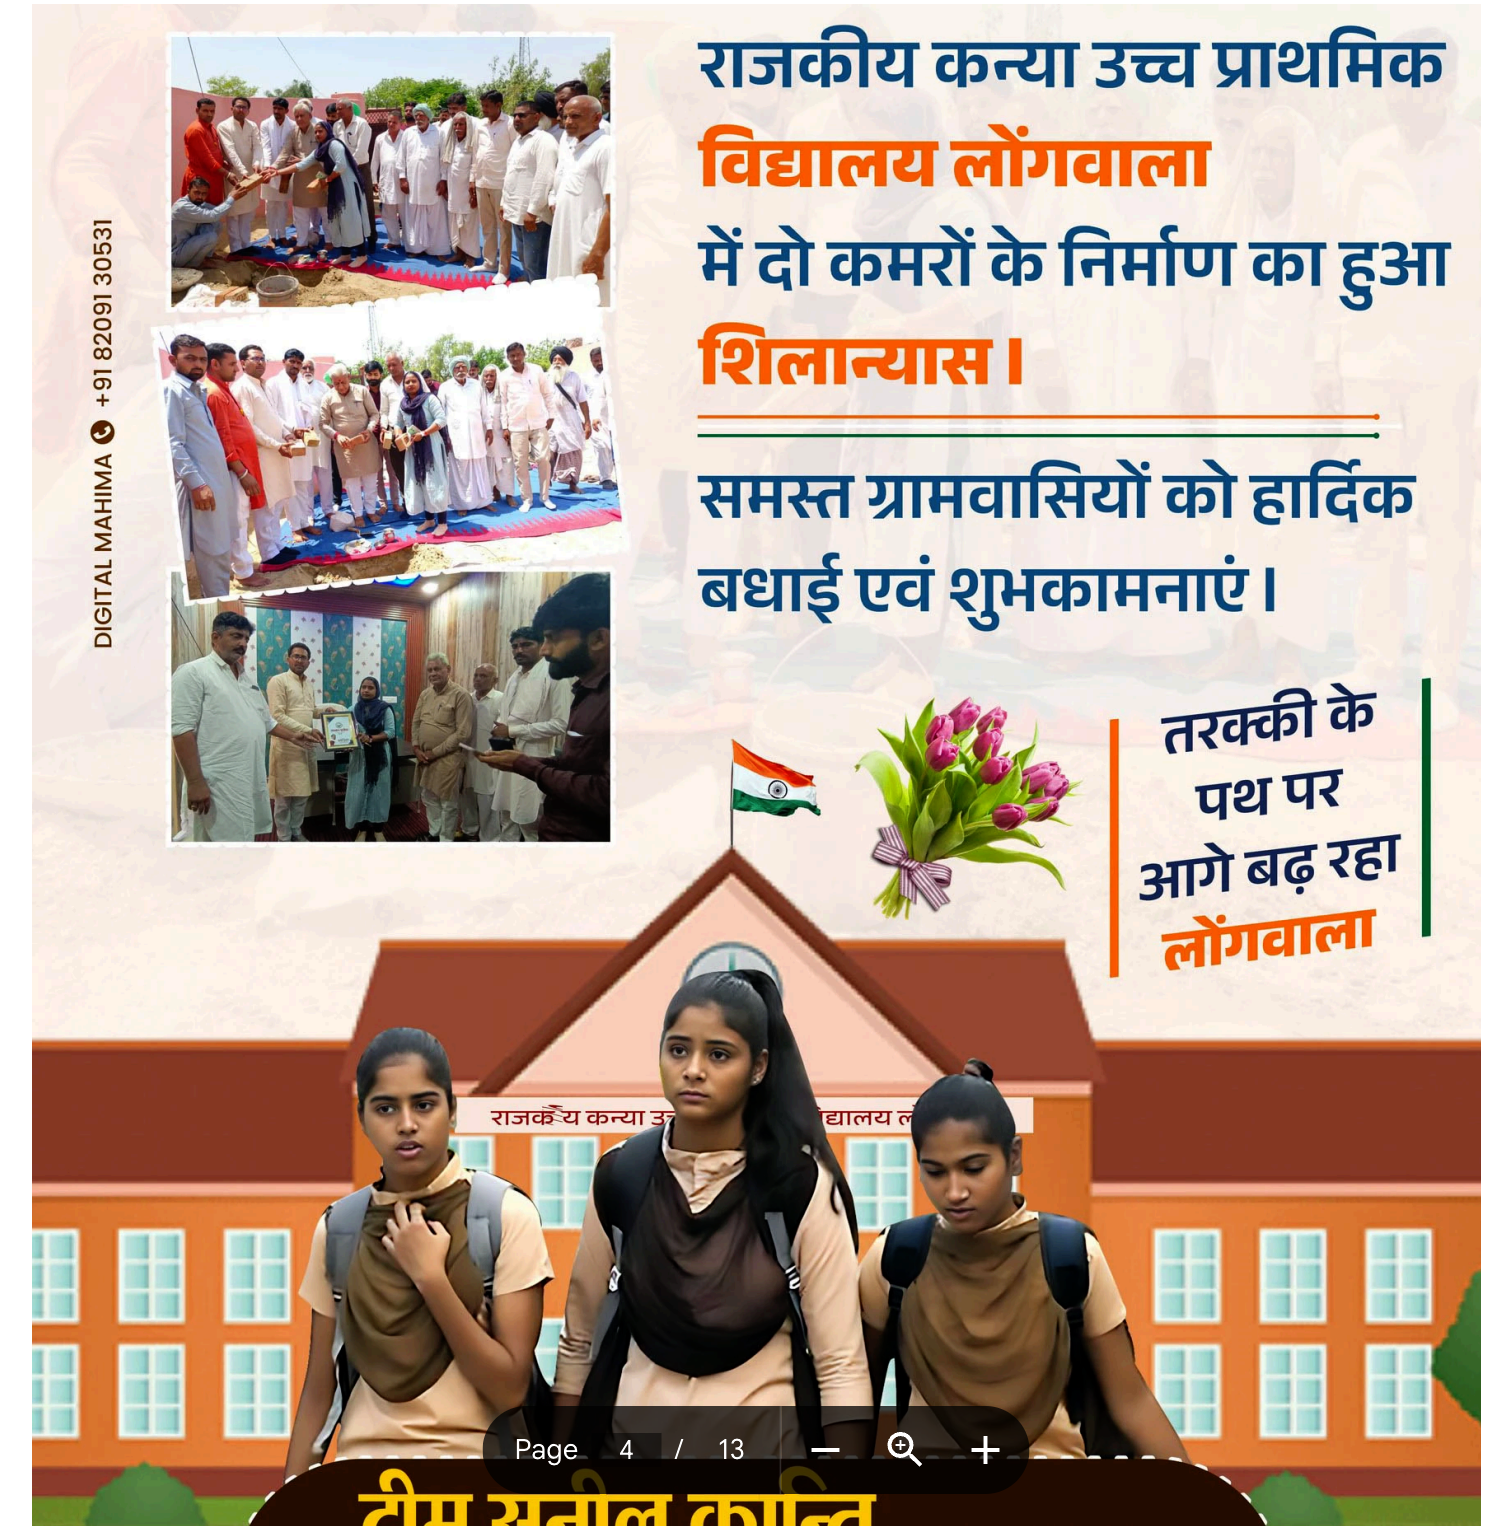 राजकीय कन्या उच्च प्राथमिक
विद्यालय लोंगवाला
में दो कमरों के निर्माण का हुआ
शिलान्यास।
समस्त ग्रामवासियों को हार्दिक
बधाई एवं शुभकामनाएं।
DIGITAL MAHIMA +91 82091 30531
तरक्की के
पथ पर
आगे बढ़ रहा
लोंगवाला
कन्या
Page 4 / 13
टीम सुनील क्रान्ति